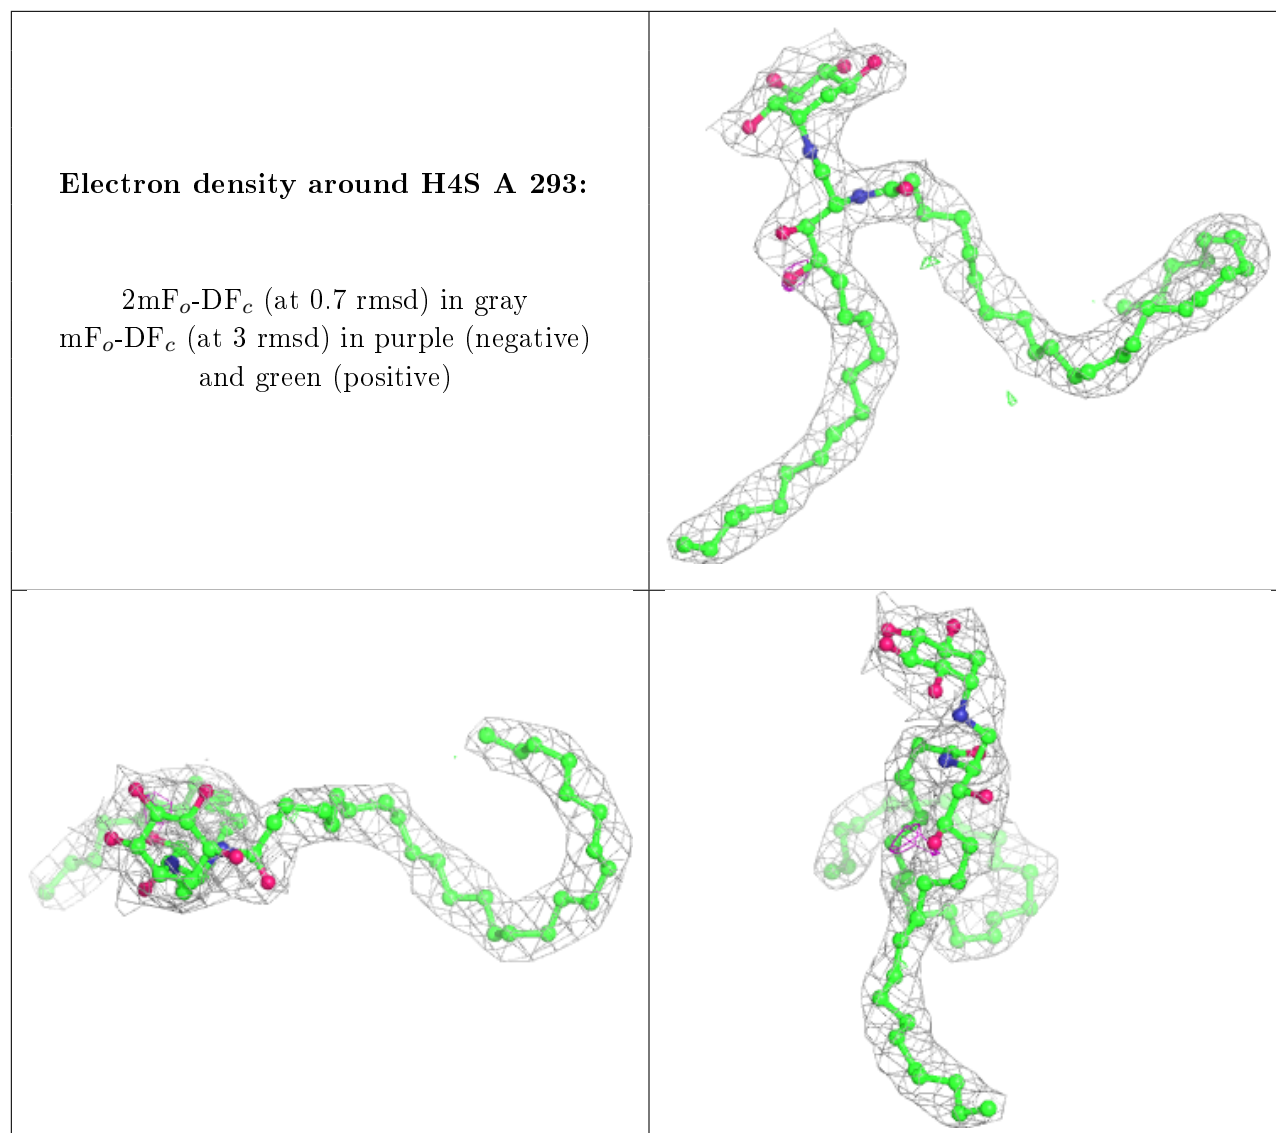 Electron density around H4S A 293:
2mFo-DFc (at 0.7 rmsd) in gray
mFo-DFc (at 3 rmsd) in purple (negative)
and green (positive)